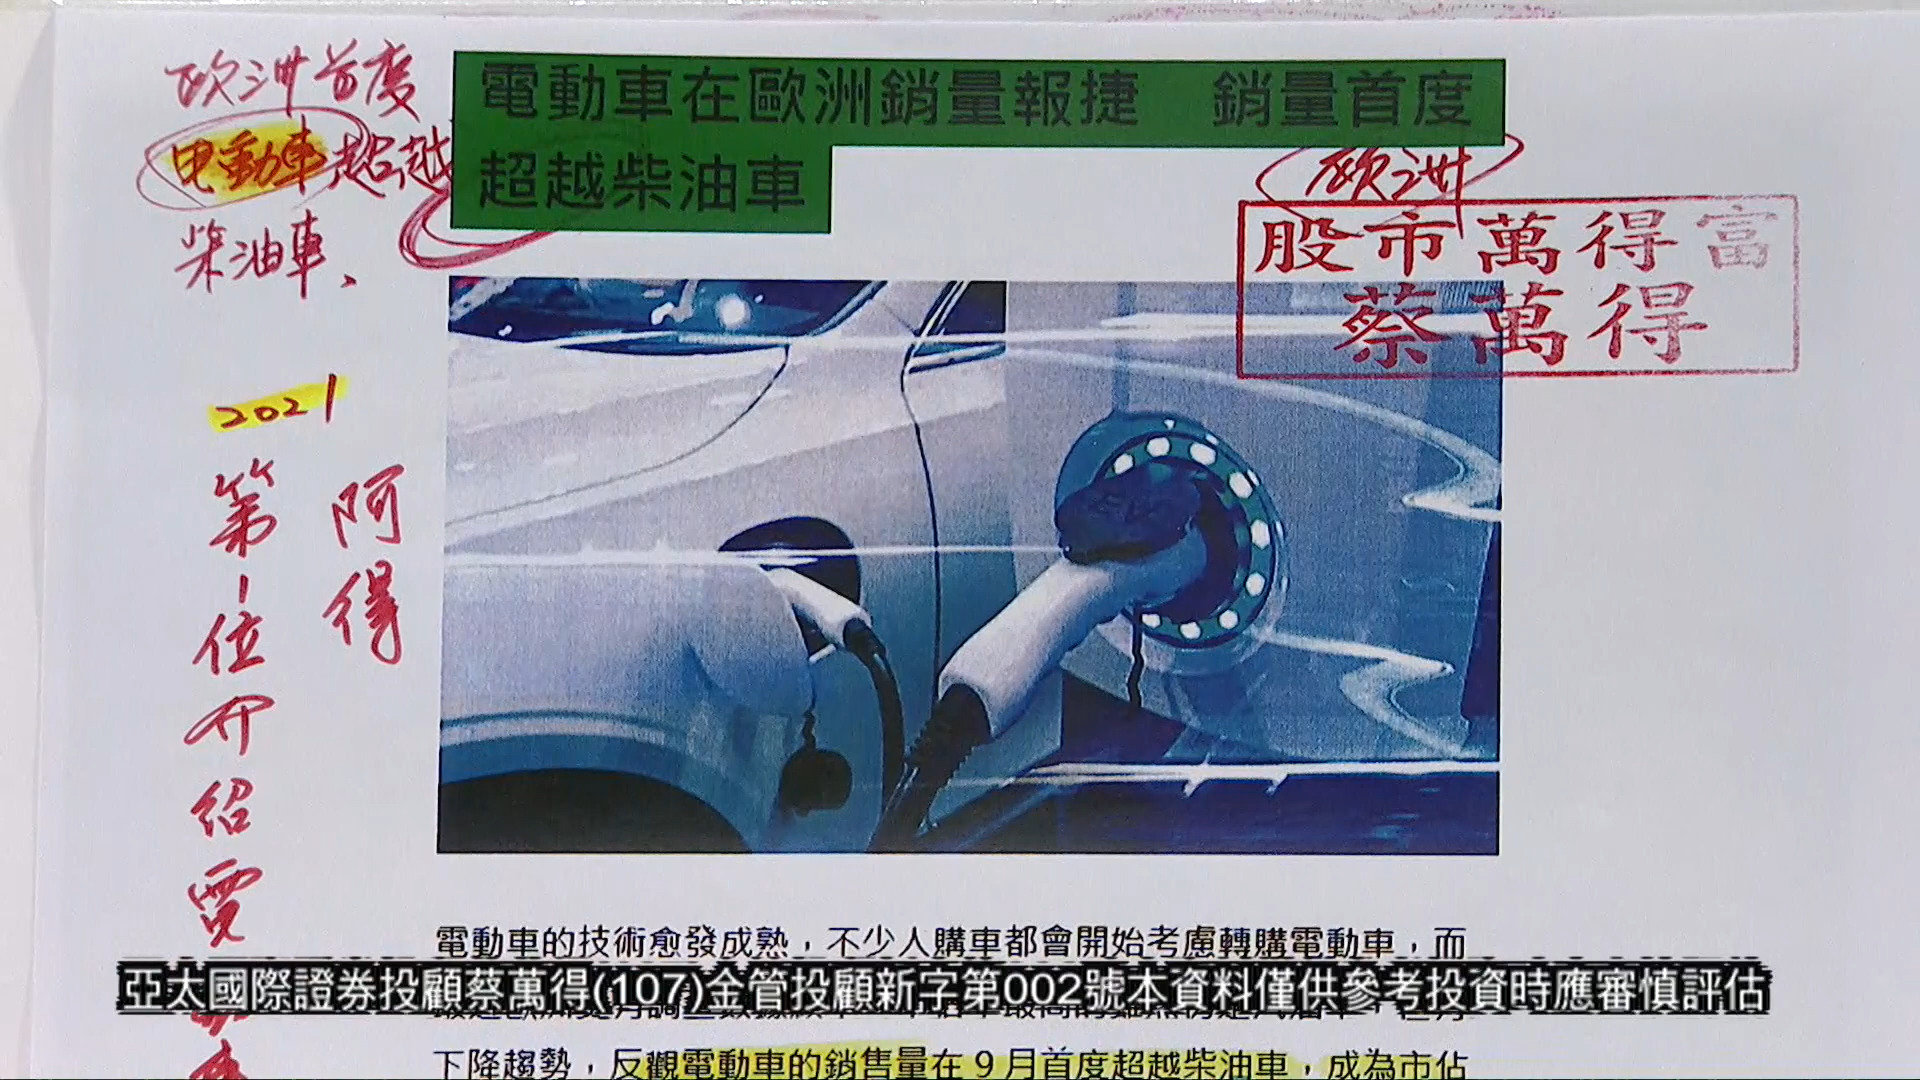 歐洲首度
电動車超越
柴油車、
電動車在歐洲銷量報捷 銷量首度
超越柴油車
歐洲
股市萬得富
蔡萬得
2021
阿得
第1位介紹買
電動車的技術愈發成熟,不少人購車都會開始考慮轉購電動車,而
亞太國際證券投顧蔡萬得(107)金管投顧新字第002號本資料僅供參考投資時應審慎評估
下降趨勢,反觀電動車的銷售量在9月首度超越柴油車,成為市佔